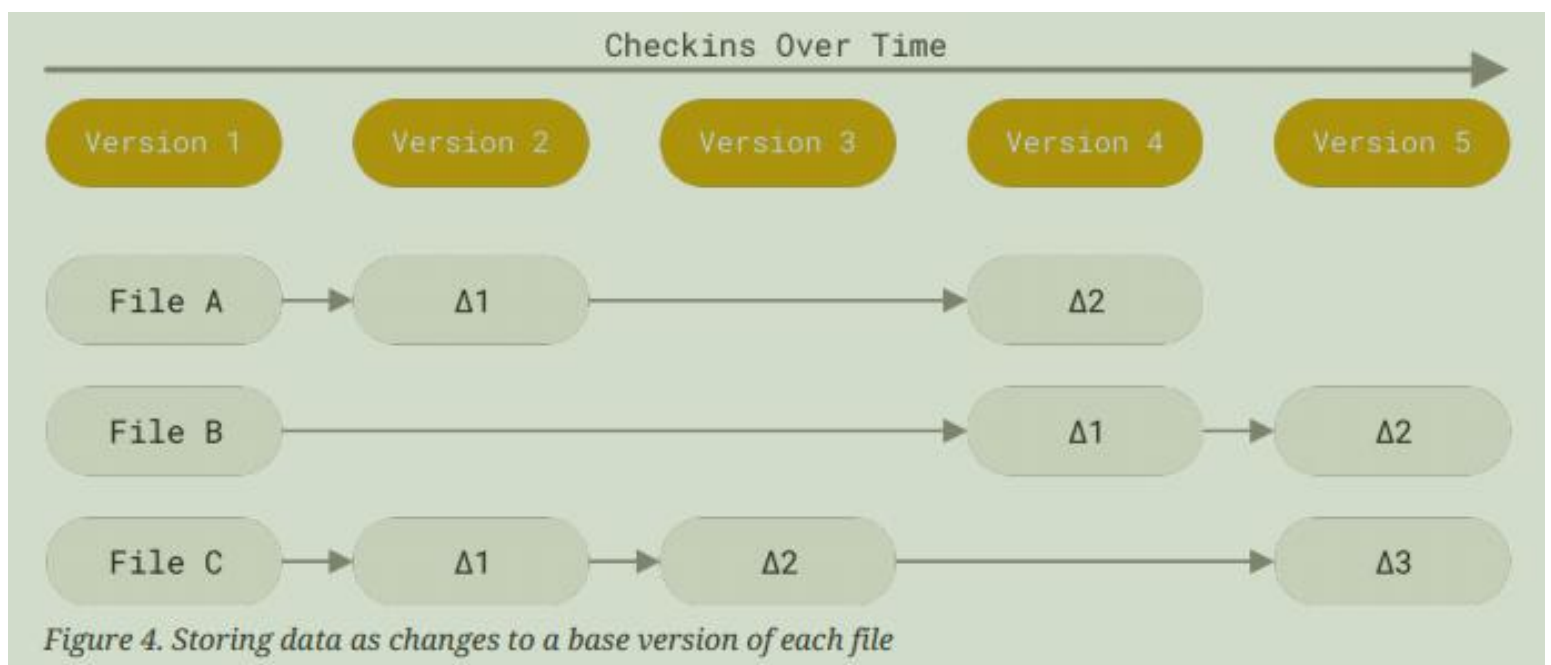 Checkins Over Time
Version 1 Version 2 Version 3 Version 4 Version 5
File A Δ1 Δ2
File B Δ1 Δ2
File C Δ1 Δ2 Δ3
Figure 4. Storing data as changes to a base version of each file